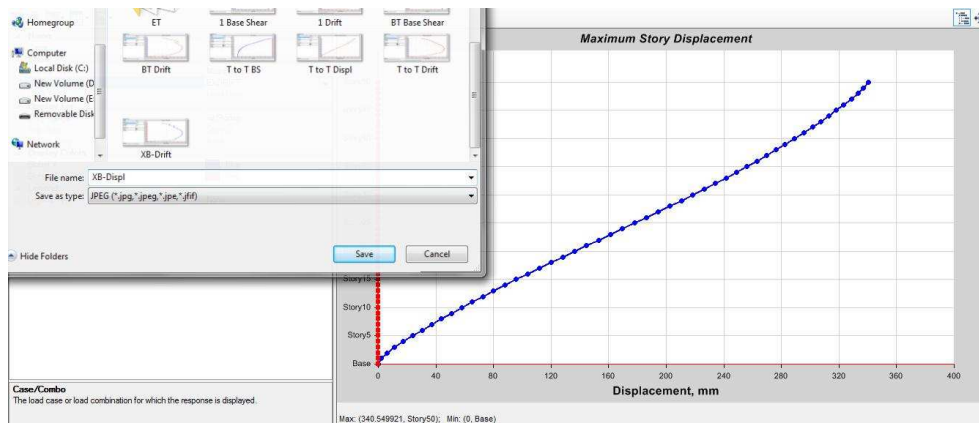 Homegroup
Computer
Local Disk (C:)
New Volume (D
New Volume (E
Removable Disk
Network
ET
1 Base Shear
1 Drift
BT Base Shear
BT Drift
T to T BS
T to T Displ
T to T Drift
XB-Drift
File name: XB-Displ
Save as type: JPEG (*.jpg,*.jpeg,*.jpe,*.jfif)
Hide Folders
Save
Cancel
Case/Combo
The load case or load combination for which the response is displayed.
Maximum Story Displacement
Story15
Story10
Story5
Base
0 40 80 120 160 200 240 280 320 360 400
Displacement, mm
Max: (340.549921, Story50); Min: (0, Base)